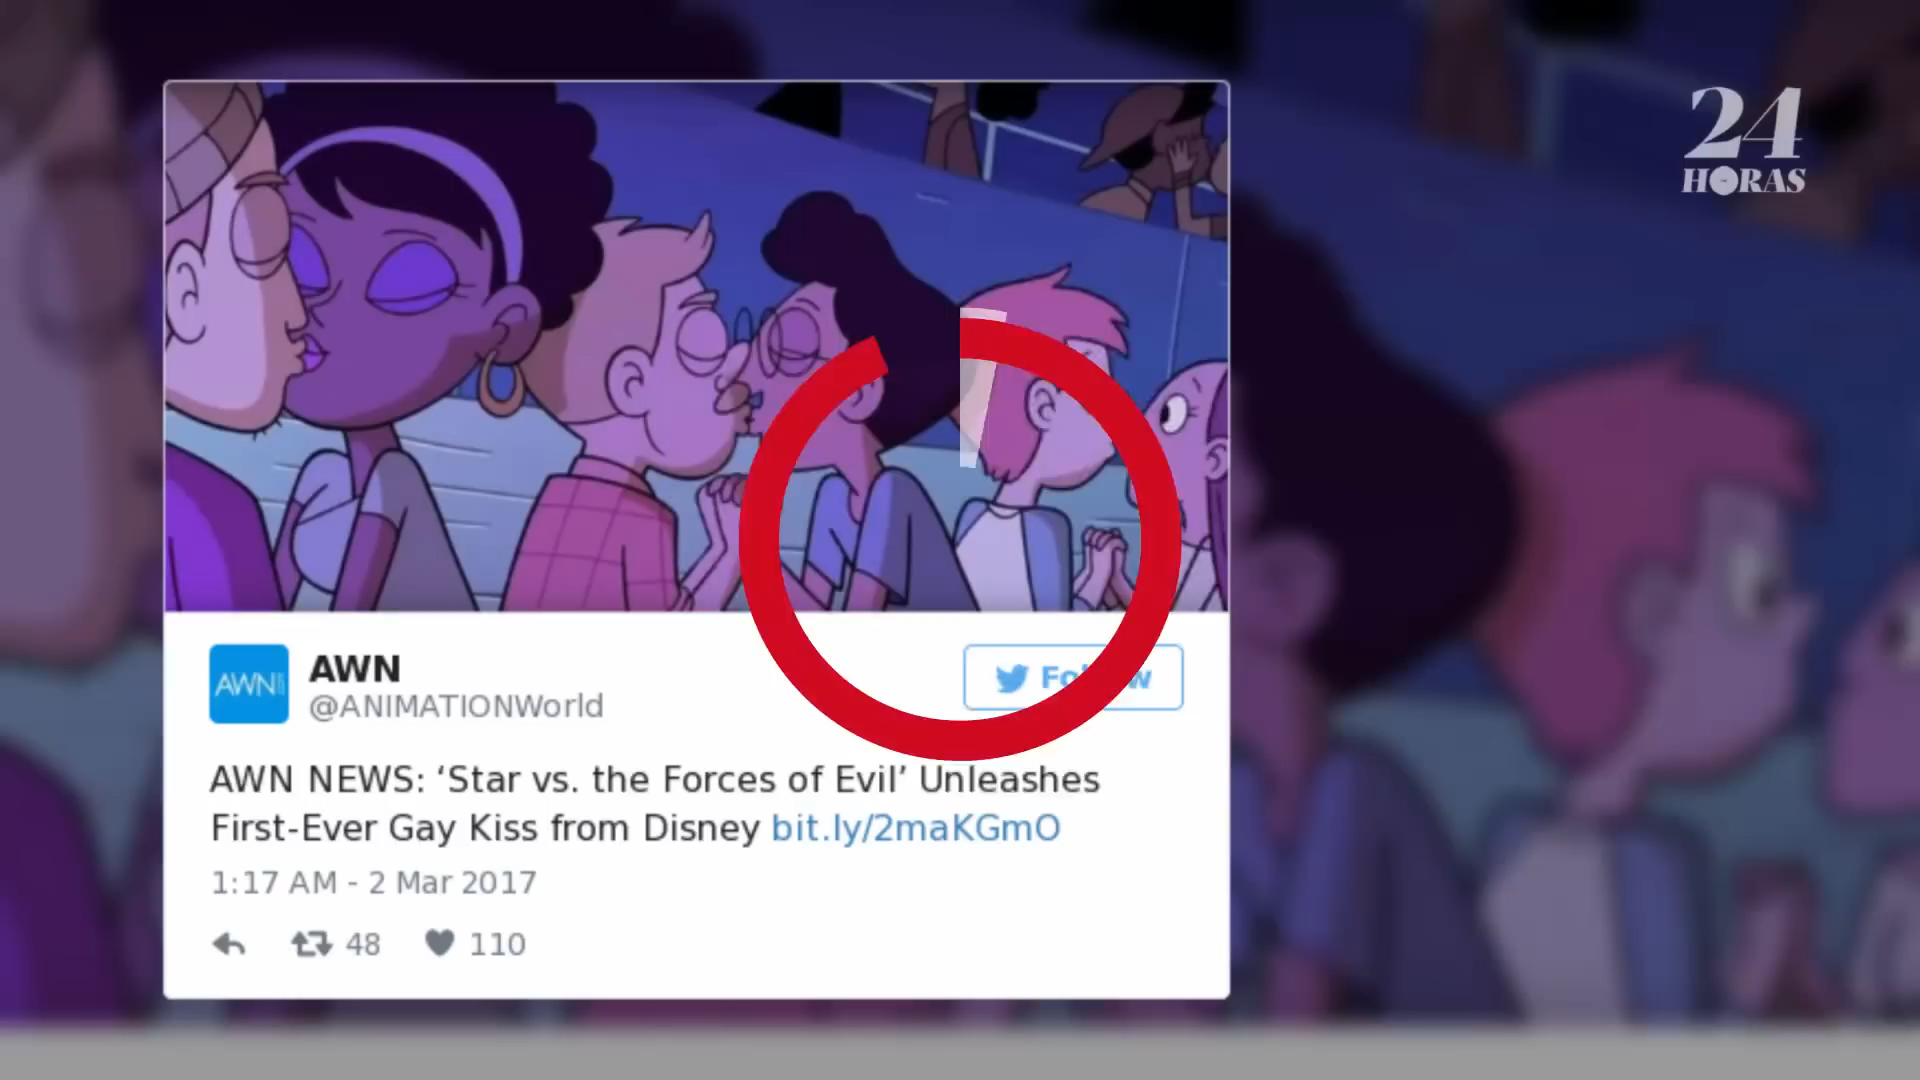 24
HORAS
AWN
AWN
@ANIMATIONWorld
AWN NEWS: ‘Star vs. the Forces of Evil’ Unleashes
First-Ever Gay Kiss from Disney bit.ly/2maKGmO
1:17 AM - 2 Mar 2017
48 110